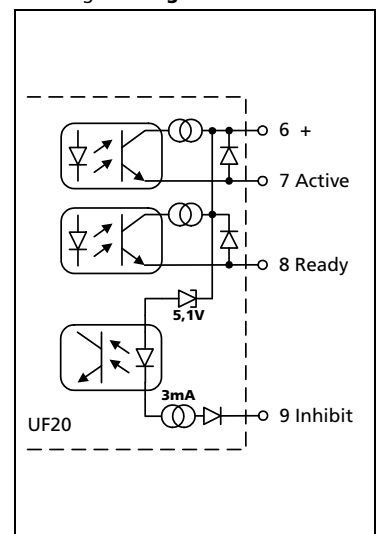 6 +
7 Active
8 Ready
5,1V
3mA
9 Inhibit
UF20